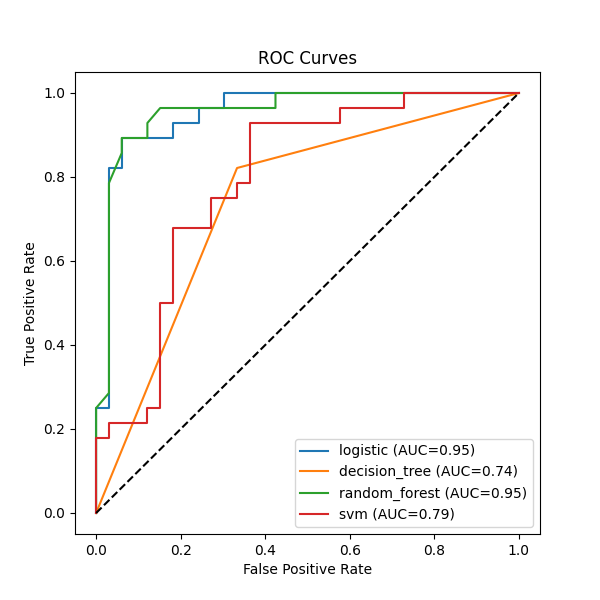 ROC Curves
True Positive Rate
1.0
0.8
0.6
0.4
0.2
0.0
logistic (AUC=0.95)
decision_tree (AUC=0.74)
random_forest (AUC=0.95)
svm (AUC=0.79)
0.0 0.2 0.4 0.6 0.8 1.0
False Positive Rate